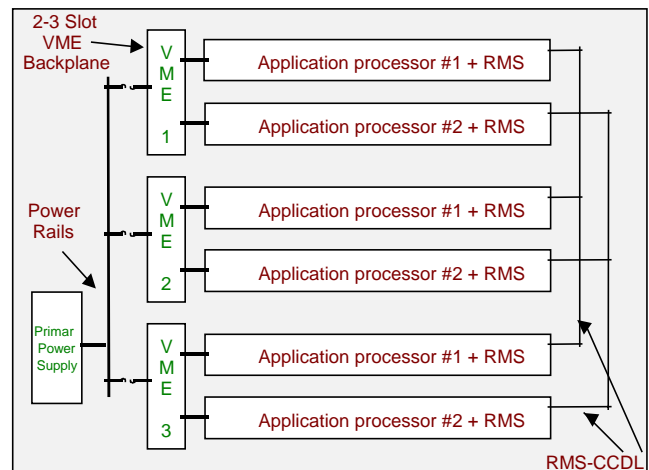 2-3 Slot
VME
Backplane
V
M
E
1
Application processor #1 + RMS
Application processor #2 + RMS
V
M
E
2
Application processor #1 + RMS
Application processor #2 + RMS
Power
Rails
Primar
Power
Supply
V
M
E
3
Application processor #1 + RMS
Application processor #2 + RMS
RMS-CCDL